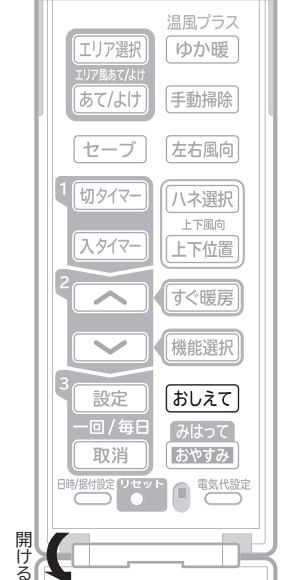 温風プラス
エリア選択
ゆか暖
エリア風あて/よけ
あて/よけ
手動掃除
セーブ
左右風向
1
切タイマー
ハネ選択
上下風向
入タイマー
上下位置
2
すぐ暖房
機能選択
3
設定
おしえて
一回/毎日
みはって
取消
おやすみ
日時/据付設定
リセット
電気代設定
開ける